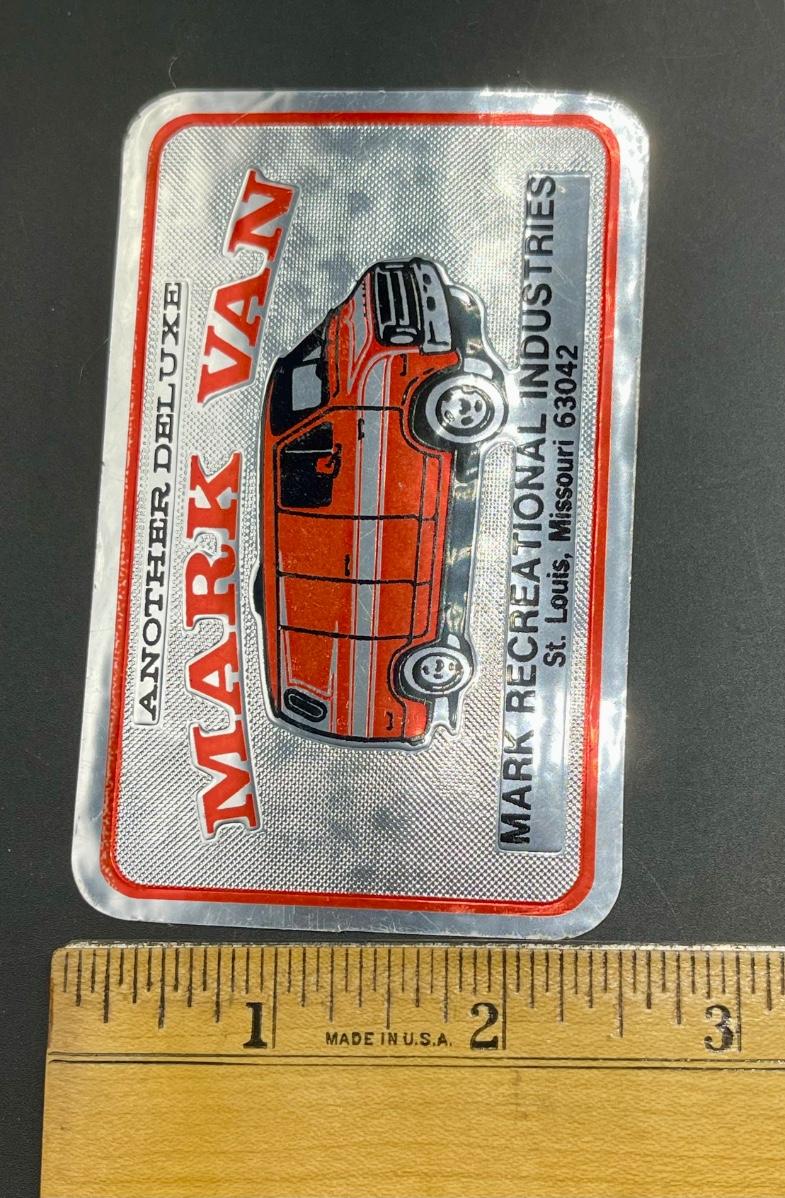 ANOTHER DELUXE
MARK VAN
MARK RECREATIONAL INDUSTRIES
St. Louis, Missouri 63042
1 MADE IN U.S.A. 2 3